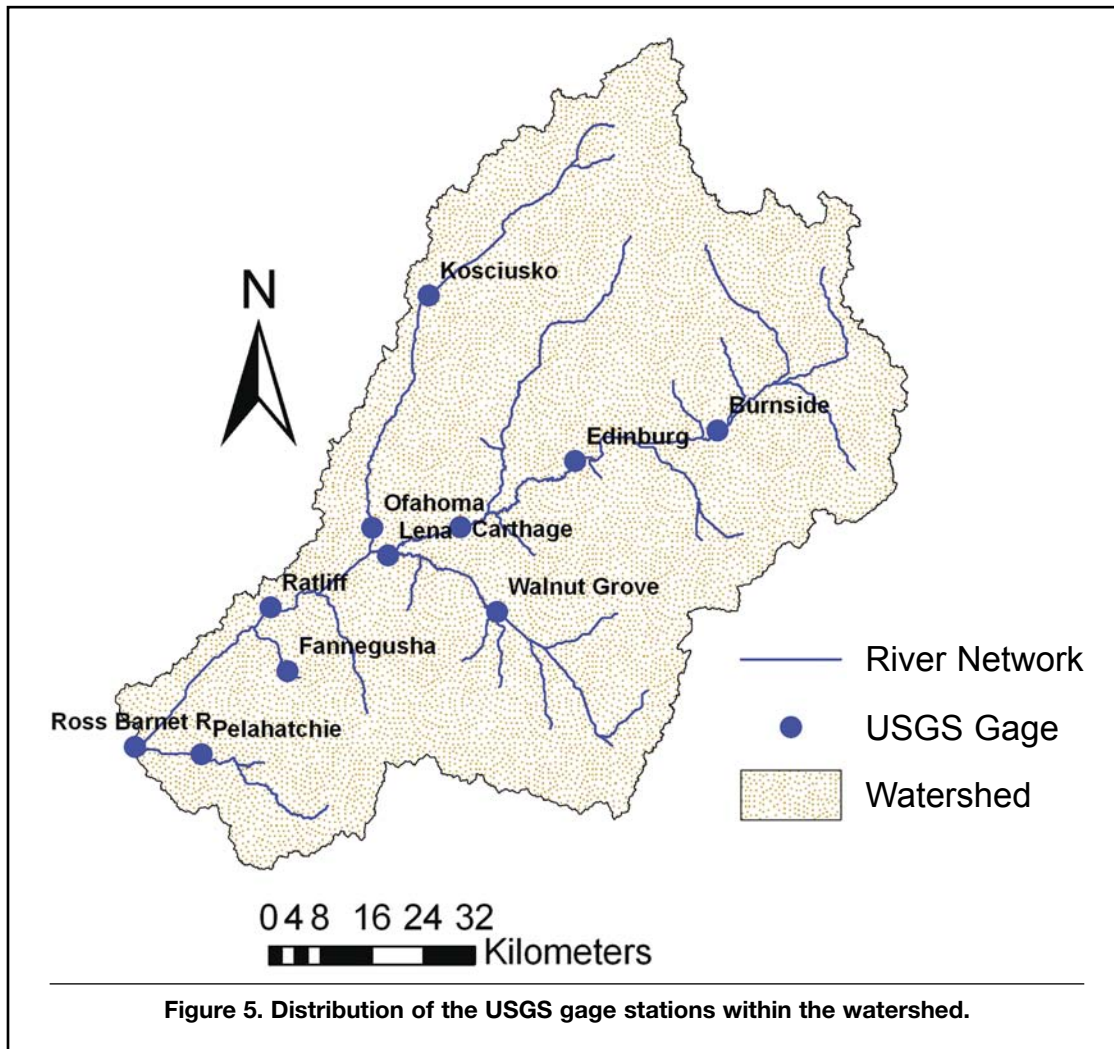 Kosciusko
N
Burnside
Edinburg
Ofahoma
Lena
Carthage
Ratliff
Walnut Grove
Fannegusha
River Network
Ross Barnet R
Pelahatchie
USGS Gage
Watershed
0 4 8 16 24 32
Kilometers
Figure 5. Distribution of the USGS gage stations within the watershed.